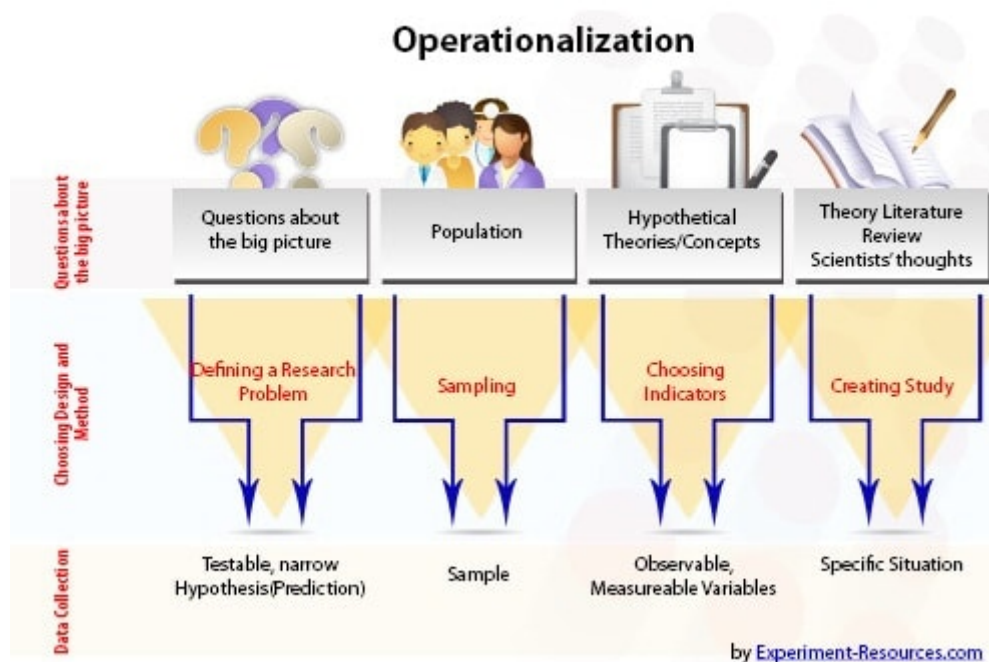 Operationalization
Questions about
the big picture
Questions about
the big picture
Population
Hypothetical
Theories/Concepts
Theory Literature
Review
Scientists' thoughts
Choosing Design and
Method
Defining a Research
Problem
Sampling
Choosing
Indicators
Creating Study
Data Collection
Testable, narrow
Hypothesis(Prediction)
Sample
Observable,
Measureable Variables
Specific Situation
by Experiment-Resources.com